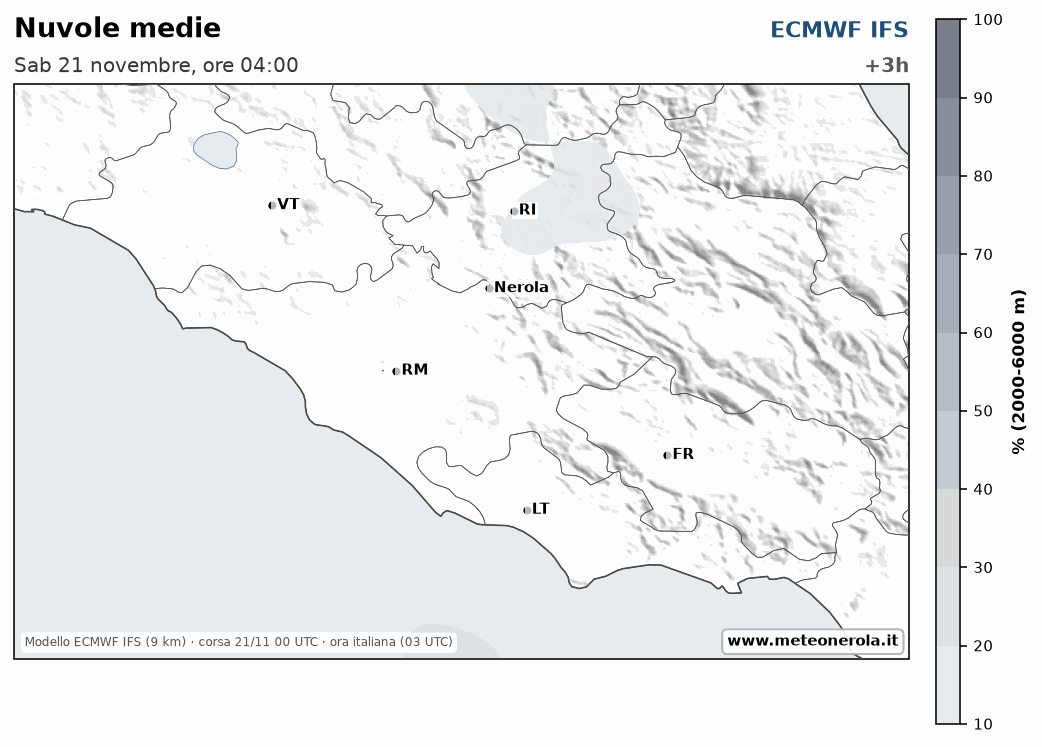 Nuvole medie
ECMWF IFS
Sab 21 novembre, ore 04:00
+3h
100
90
80
70
60
50
40
30
20
10
% (2000-6000 m)
VT
RI
Nerola
RM
FR
LT
Modello ECMWF IFS (9 km) · corsa 21/11 00 UTC · ora italiana (03 UTC)
www.meteonerola.it